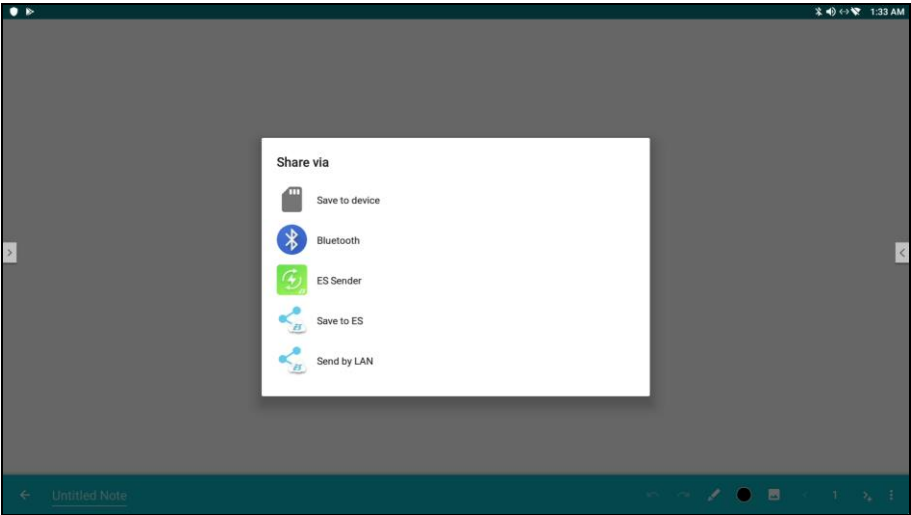 1:33 AM
Share via
Save to device
Bluetooth
ES Sender
Save to ES
Send by LAN
Untitled Note
1